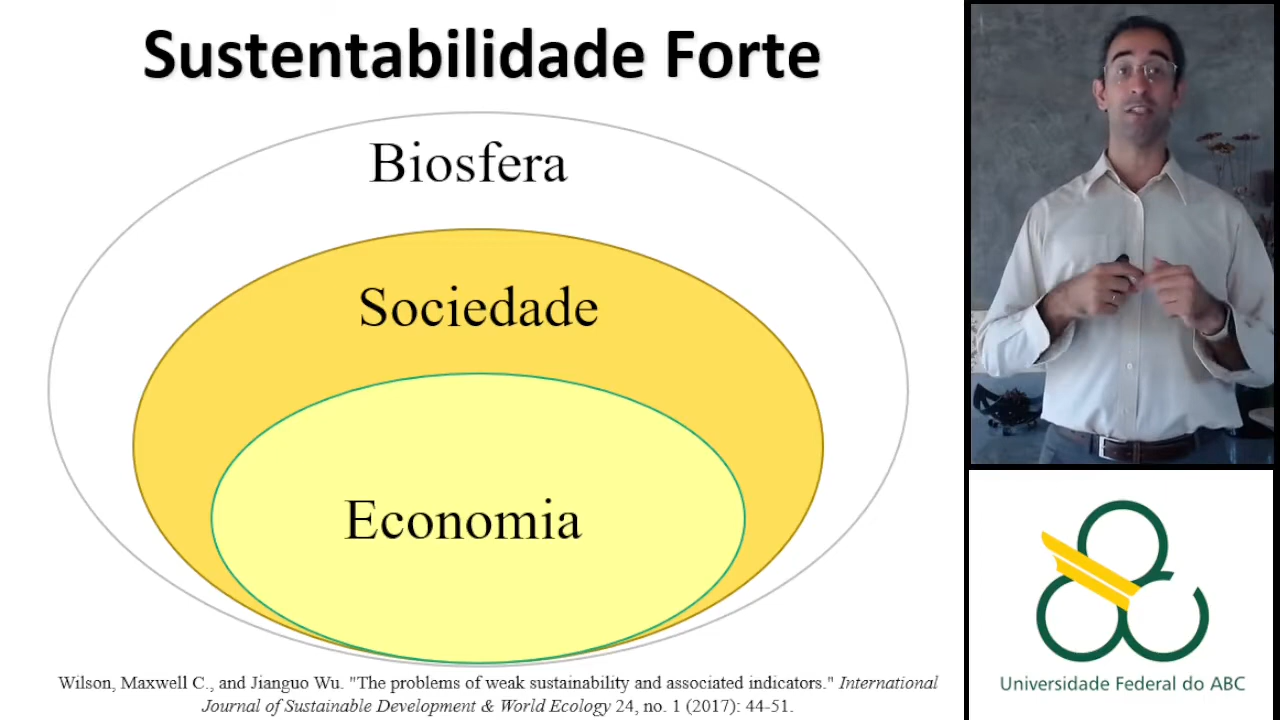 Sustentabilidade Forte
Biosfera
Sociedade
Economia
Wilson, Maxwell C., and Jianguo Wu. "The problems of weak sustainability and associated indicators." International
Journal of Sustainable Development & World Ecology 24, no. 1 (2017): 44-51.
Universidade Federal do ABC